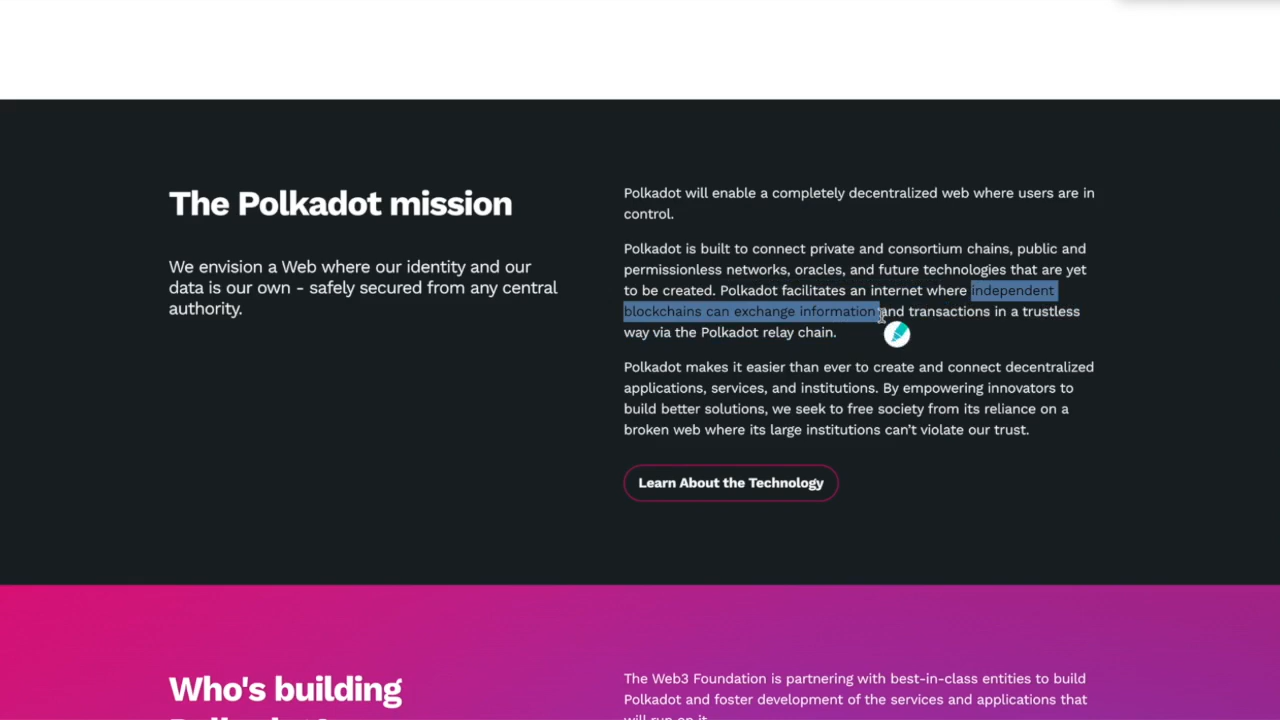 The Polkadot mission
We envision a Web where our identity and our
data is our own - safely secured from any central
authority.
Polkadot will enable a completely decentralized web where users are in
control.
Polkadot is built to connect private and consortium chains, public and
permissionless networks, oracles, and future technologies that are yet
to be created. Polkadot facilitates an internet where independent
blockchains can exchange information and transactions in a trustless
way via the Polkadot relay chain.
Polkadot makes it easier than ever to create and connect decentralized
applications, services, and institutions. By empowering innovators to
build better solutions, we seek to free society from its reliance on a
broken web where its large institutions can’t violate our trust.
Learn About the Technology
Who's building
The Web3 Foundation is partnering with best-in-class entities to build
Polkadot and foster development of the services and applications that
will run on it.